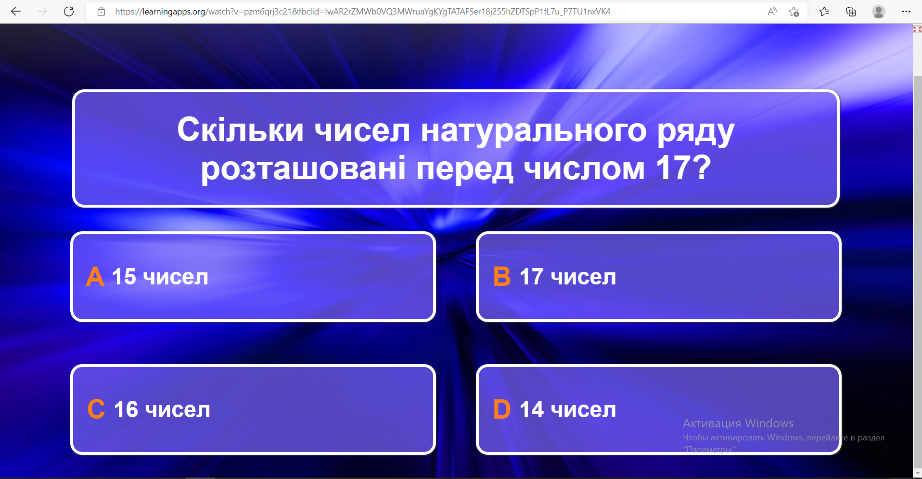 https://learningapps.org/watch?v=pzm6qrj3c21&fbclid=IwAR2rZMWb0VQ3MWruaYgKYgTATAFSer18j255hZDTSpP1fL7u_P7TU1nxVK4
Скільки чисел натурального ряду
розташовані перед числом 17?
A 15 чисел
B 17 чисел
C 16 чисел
D 14 чисел
Активация Windows
Чтобы активировать Windows, перейдите в раздел
"Параметры".